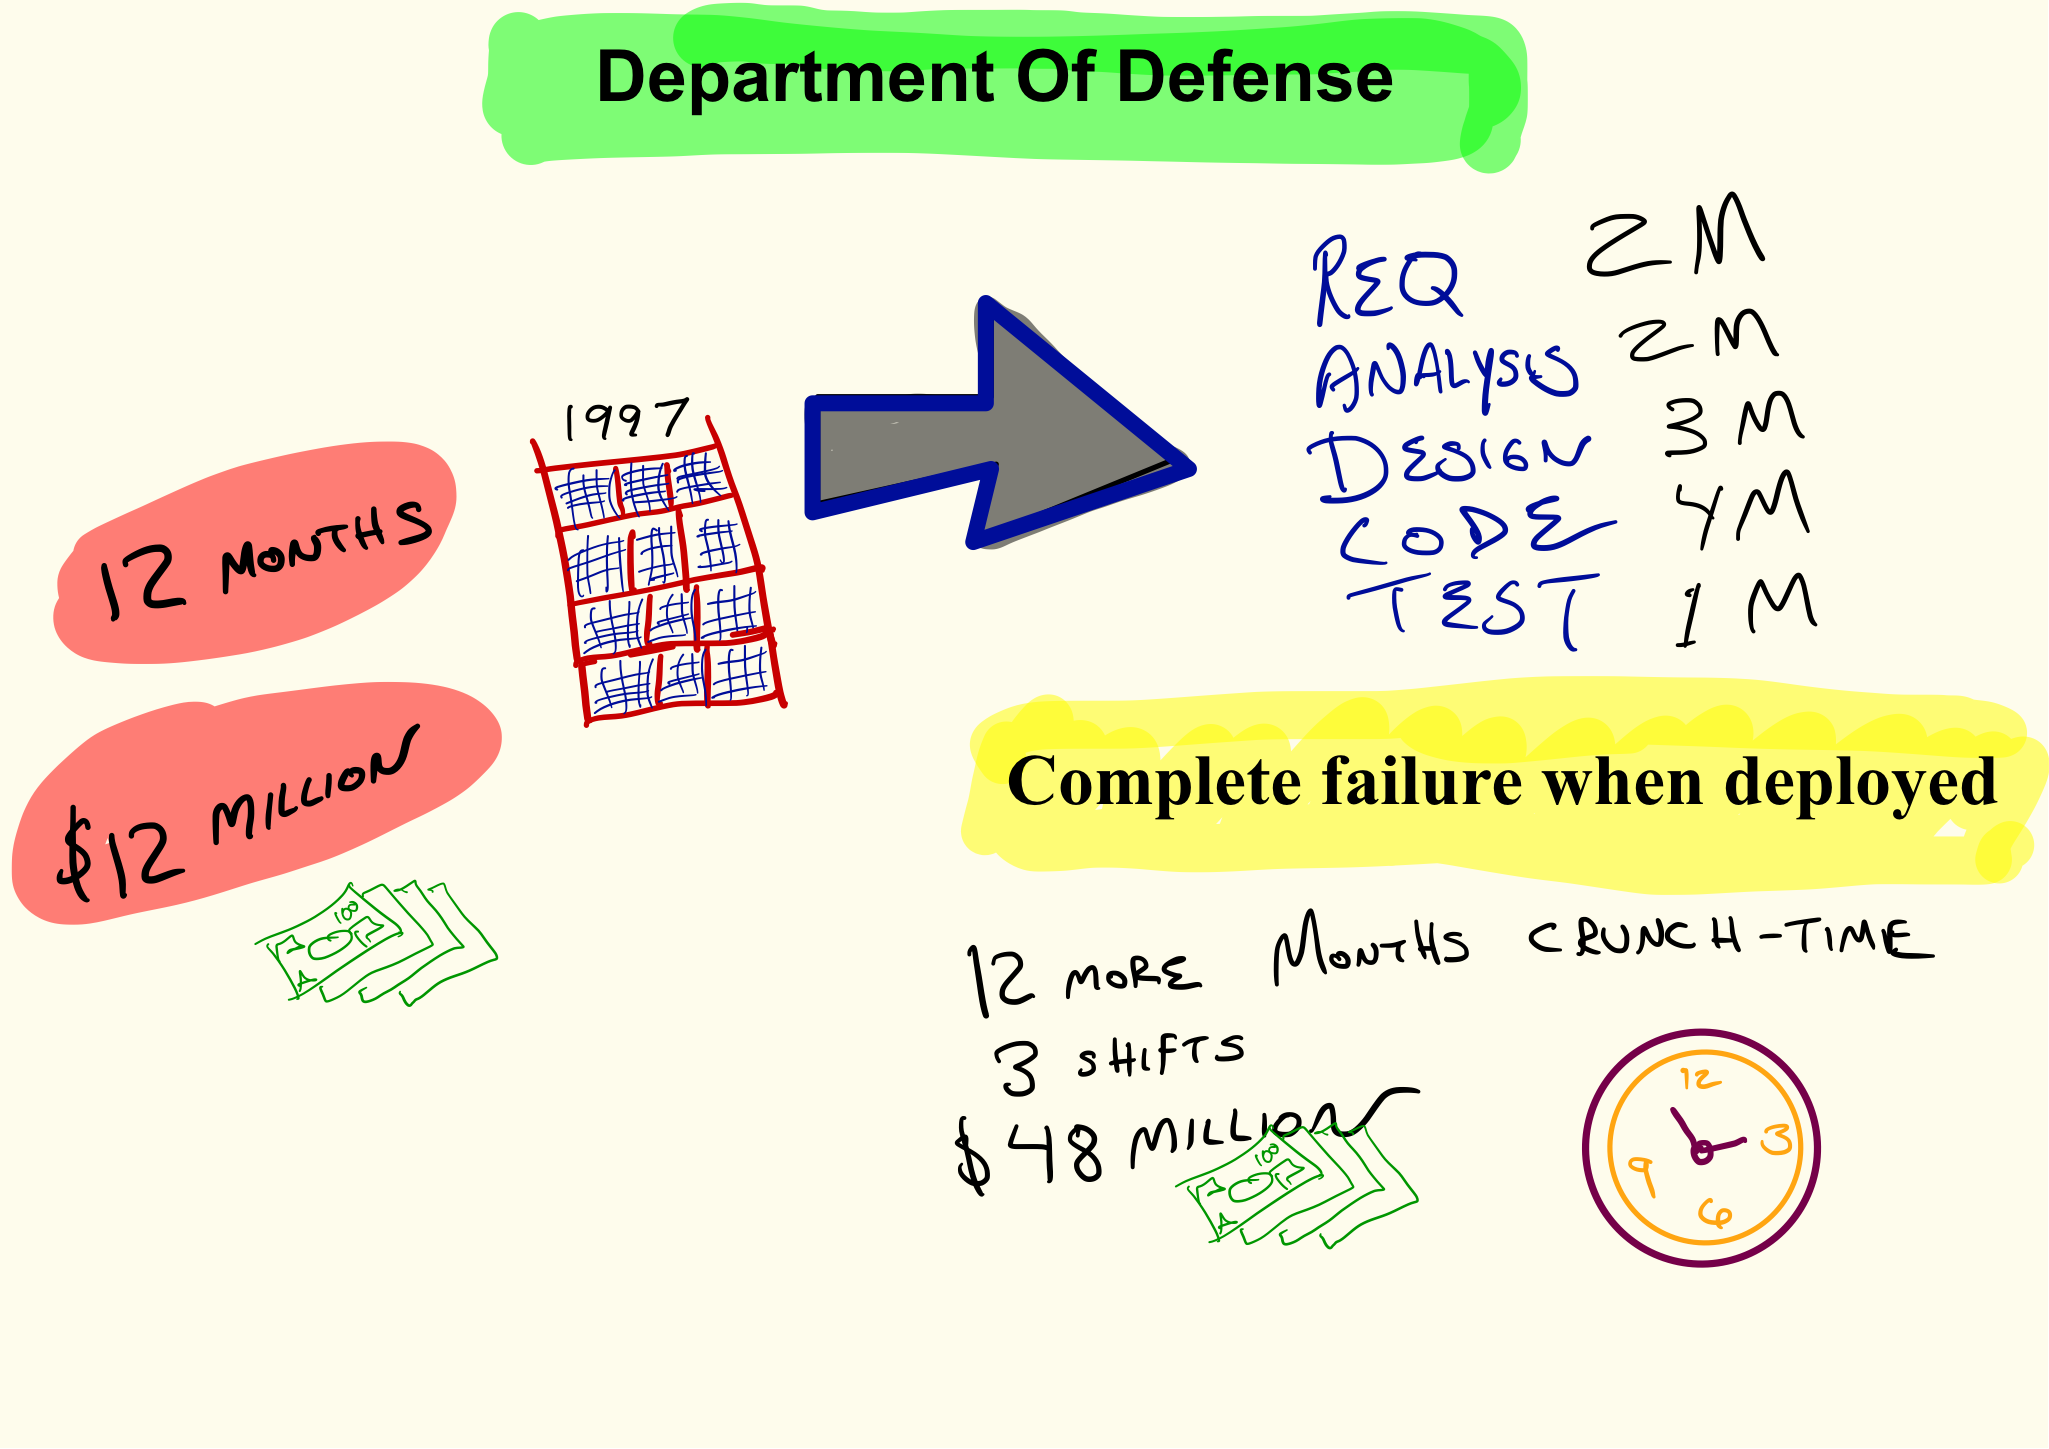 Department Of Defense
12 MONTHS
$12 MILLION
100
1997
REQ 2M
ANALYSIS 2M
DESIGN 3M
CODE 4M
TEST 1M
Complete failure when deployed
12 MORE MONTHS CRUNCH-TIME
3 SHIFTS
$48 MILLION
100
12
3
6
9